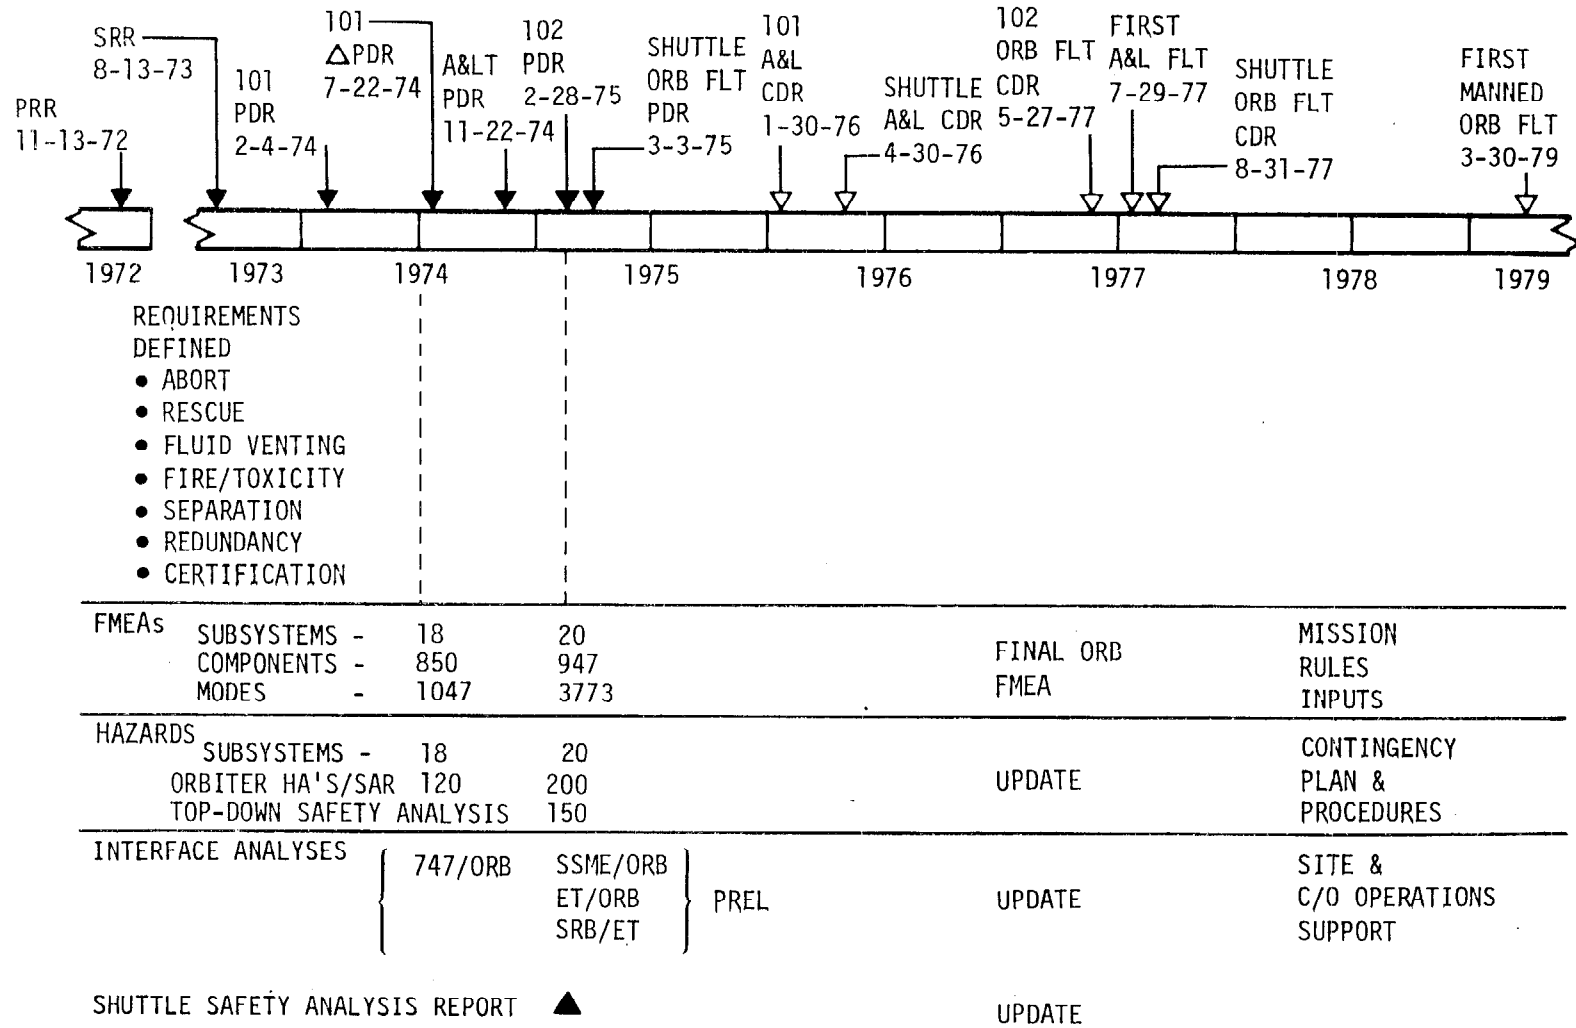 PRR
11-13-72
SRR
8-13-73
101
PDR
2-4-74
101
△PDR
7-22-74
A&LT
PDR
11-22-74
102
PDR
2-28-75
SHUTTLE
ORB FLT
PDR
3-3-75
101
A&L
CDR
1-30-76
SHUTTLE
A&L CDR
4-30-76
102
ORB FLT
CDR
5-27-77
FIRST
A&L FLT
7-29-77
SHUTTLE
ORB FLT
CDR
8-31-77
FIRST
MANNED
ORB FLT
3-30-79
1972 1973 1974 1975 1976 1977 1978 1979
REQUIREMENTS
DEFINED
• ABORT
• RESCUE
• FLUID VENTING
• FIRE/TOXICITY
• SEPARATION
• REDUNDANCY
• CERTIFICATION
FMEAs
SUBSYSTEMS - 18 20
COMPONENTS - 850 947
MODES - 1047 3773
FINAL ORB
FMEA
MISSION
RULES
INPUTS
HAZARDS
SUBSYSTEMS - 18 20
ORBITER HA'S/SAR 120 200
TOP-DOWN SAFETY ANALYSIS 150
UPDATE
CONTINGENCY
PLAN &
PROCEDURES
INTERFACE ANALYSES
747/ORB
SSME/ORB
ET/ORB
SRB/ET
PREL
UPDATE
SITE &
C/O OPERATIONS
SUPPORT
SHUTTLE SAFETY ANALYSIS REPORT ▲
UPDATE